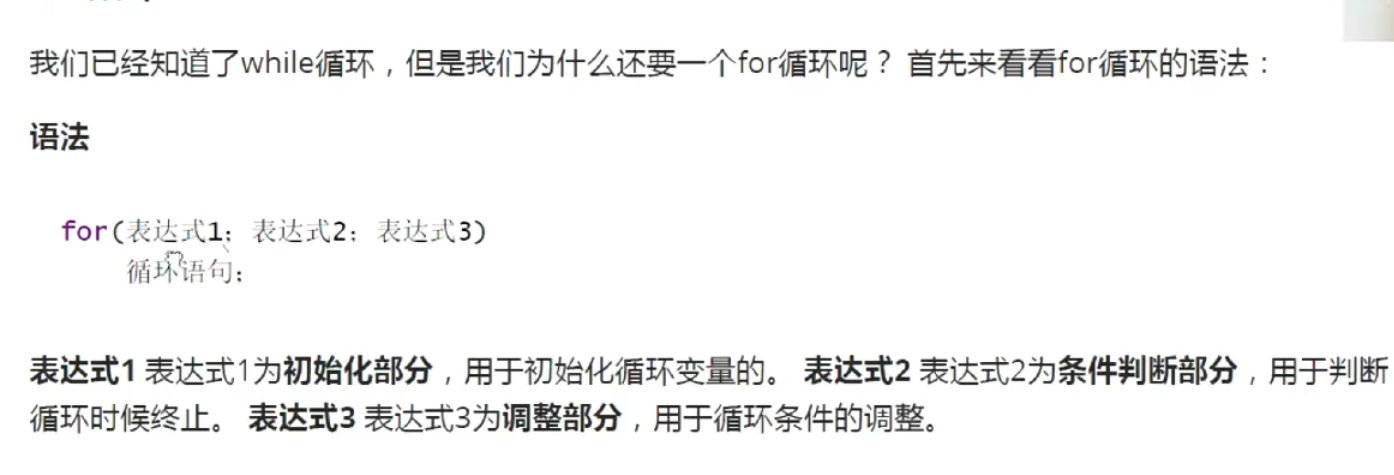 我们已经知道了while循环，但是我们为什么还要一个for循环呢？ 首先来看看for循环的语法：
语法
for(表达式1; 表达式2; 表达式3)
循环语句;
表达式1 表达式1为初始化部分，用于初始化循环变量的。 表达式2 表达式2为条件判断部分，用于判断
循环时候终止。 表达式3 表达式3为调整部分，用于循环条件的调整。